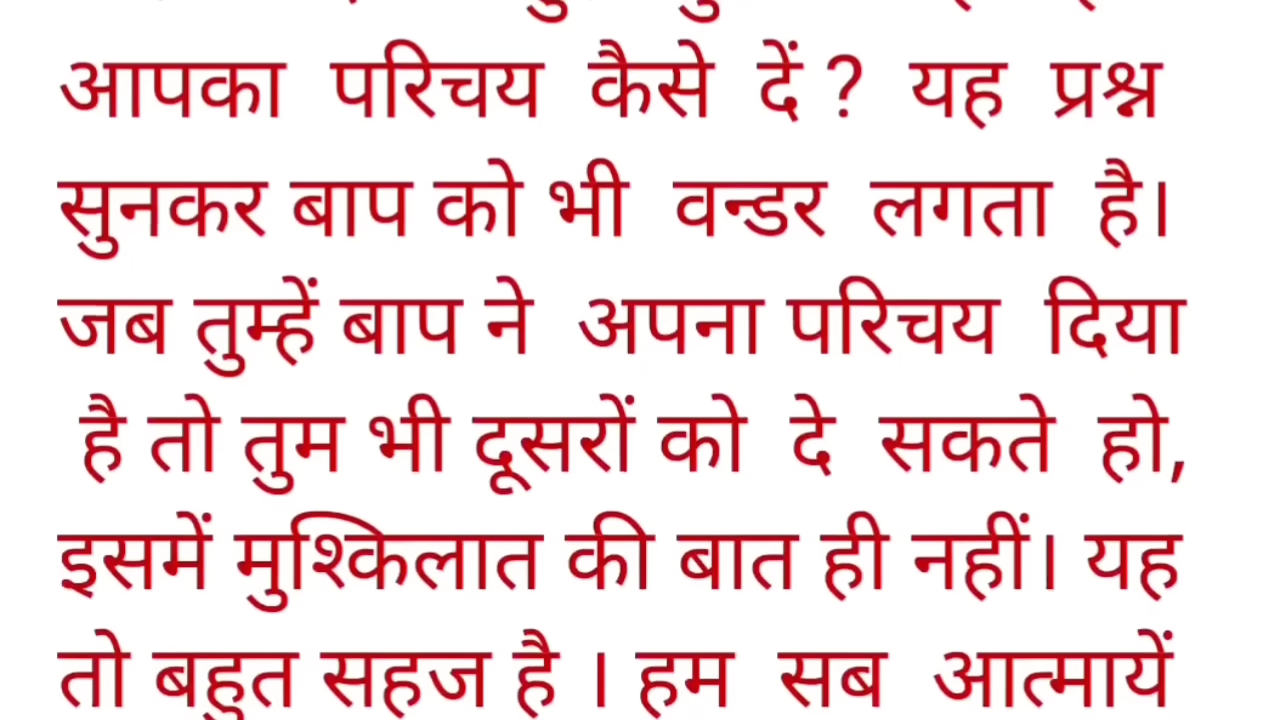 आपका परिचय कैसे दें ? यह प्रश्न
सुनकर बाप को भी वन्डर लगता है।
जब तुम्हें बाप ने अपना परिचय दिया
है तो तुम भी दूसरों को दे सकते हो,
इसमें मुश्किलात की बात ही नहीं। यह
तो बहुत सहज है । हम सब आत्मायें